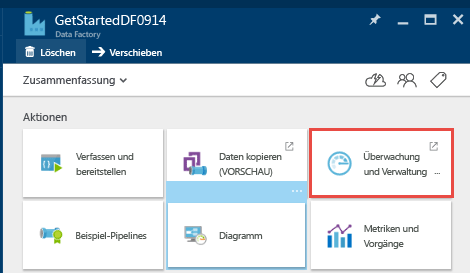 GetStartedDF0914
Data Factory
Löschen
Verschieben
Zusammenfassung
Aktionen
Verfassen und
bereitstellen
Daten kopieren
(VORSCHAU)
Überwachung
und Verwaltung ...
Beispiel-Pipelines
Diagramm
Metriken und
Vorgänge